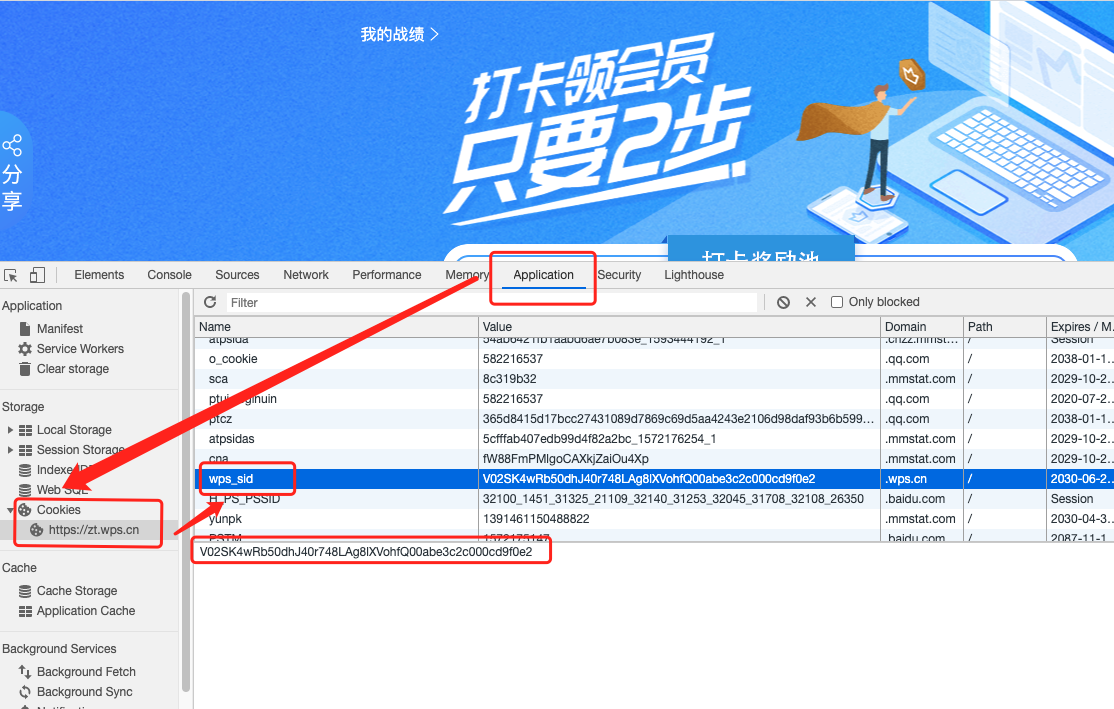 我的战绩
打卡领会员
只要2步
分
享
打卡奖励池
Elements Console Sources Network Performance Memory Application Security Lighthouse
Application
Manifest
Service Workers
Clear storage
Storage
Local Storage
Session Storage
Web SQL
Cookies
https://zt.wps.cn
Cache
Cache Storage
Application Cache
Background Services
Background Fetch
Background Sync
Filter Only blocked
Name Value Domain Path Expires / M...
atpsida 54ab6421fb1aabd6ae7b083e_1593444192_1 .cnzz.mmst... / Session
o_cookie 582216537 .qq.com / 2038-01-1...
sca 8c319b32 .mmstat.com / 2029-10-2...
582216537 .qq.com / 2020-07-2...
ptcz 365d8415d17bcc27431089d7869c69d5aa4243e2106d98daf93b6b599... .qq.com / 2038-01-1...
atpsidas 5cfffab407edb99d4f82a2bc_1572176254_1 .mmstat.com / 2029-10-2...
cna fW88FmPMlgoCAXkjZaiOu4Xp .mmstat.com / 2029-10-2...
wps_sid V02SK4wRb50dhJ40r748LAg8lXVohfQ00abe3c2c000cd9f0e2 .wps.cn / 2030-06-2...
H_PS_PSSID 32100_1451_31325_21109_32140_31253_32045_31708_32108_26350 .baidu.com / Session
yunpk 1391461150488822 .mmstat.com / 2030-04-3...
PSTM 1572175147 .baidu.com / 2087-11-1...
V02SK4wRb50dhJ40r748LAg8lXVohfQ00abe3c2c000cd9f0e2